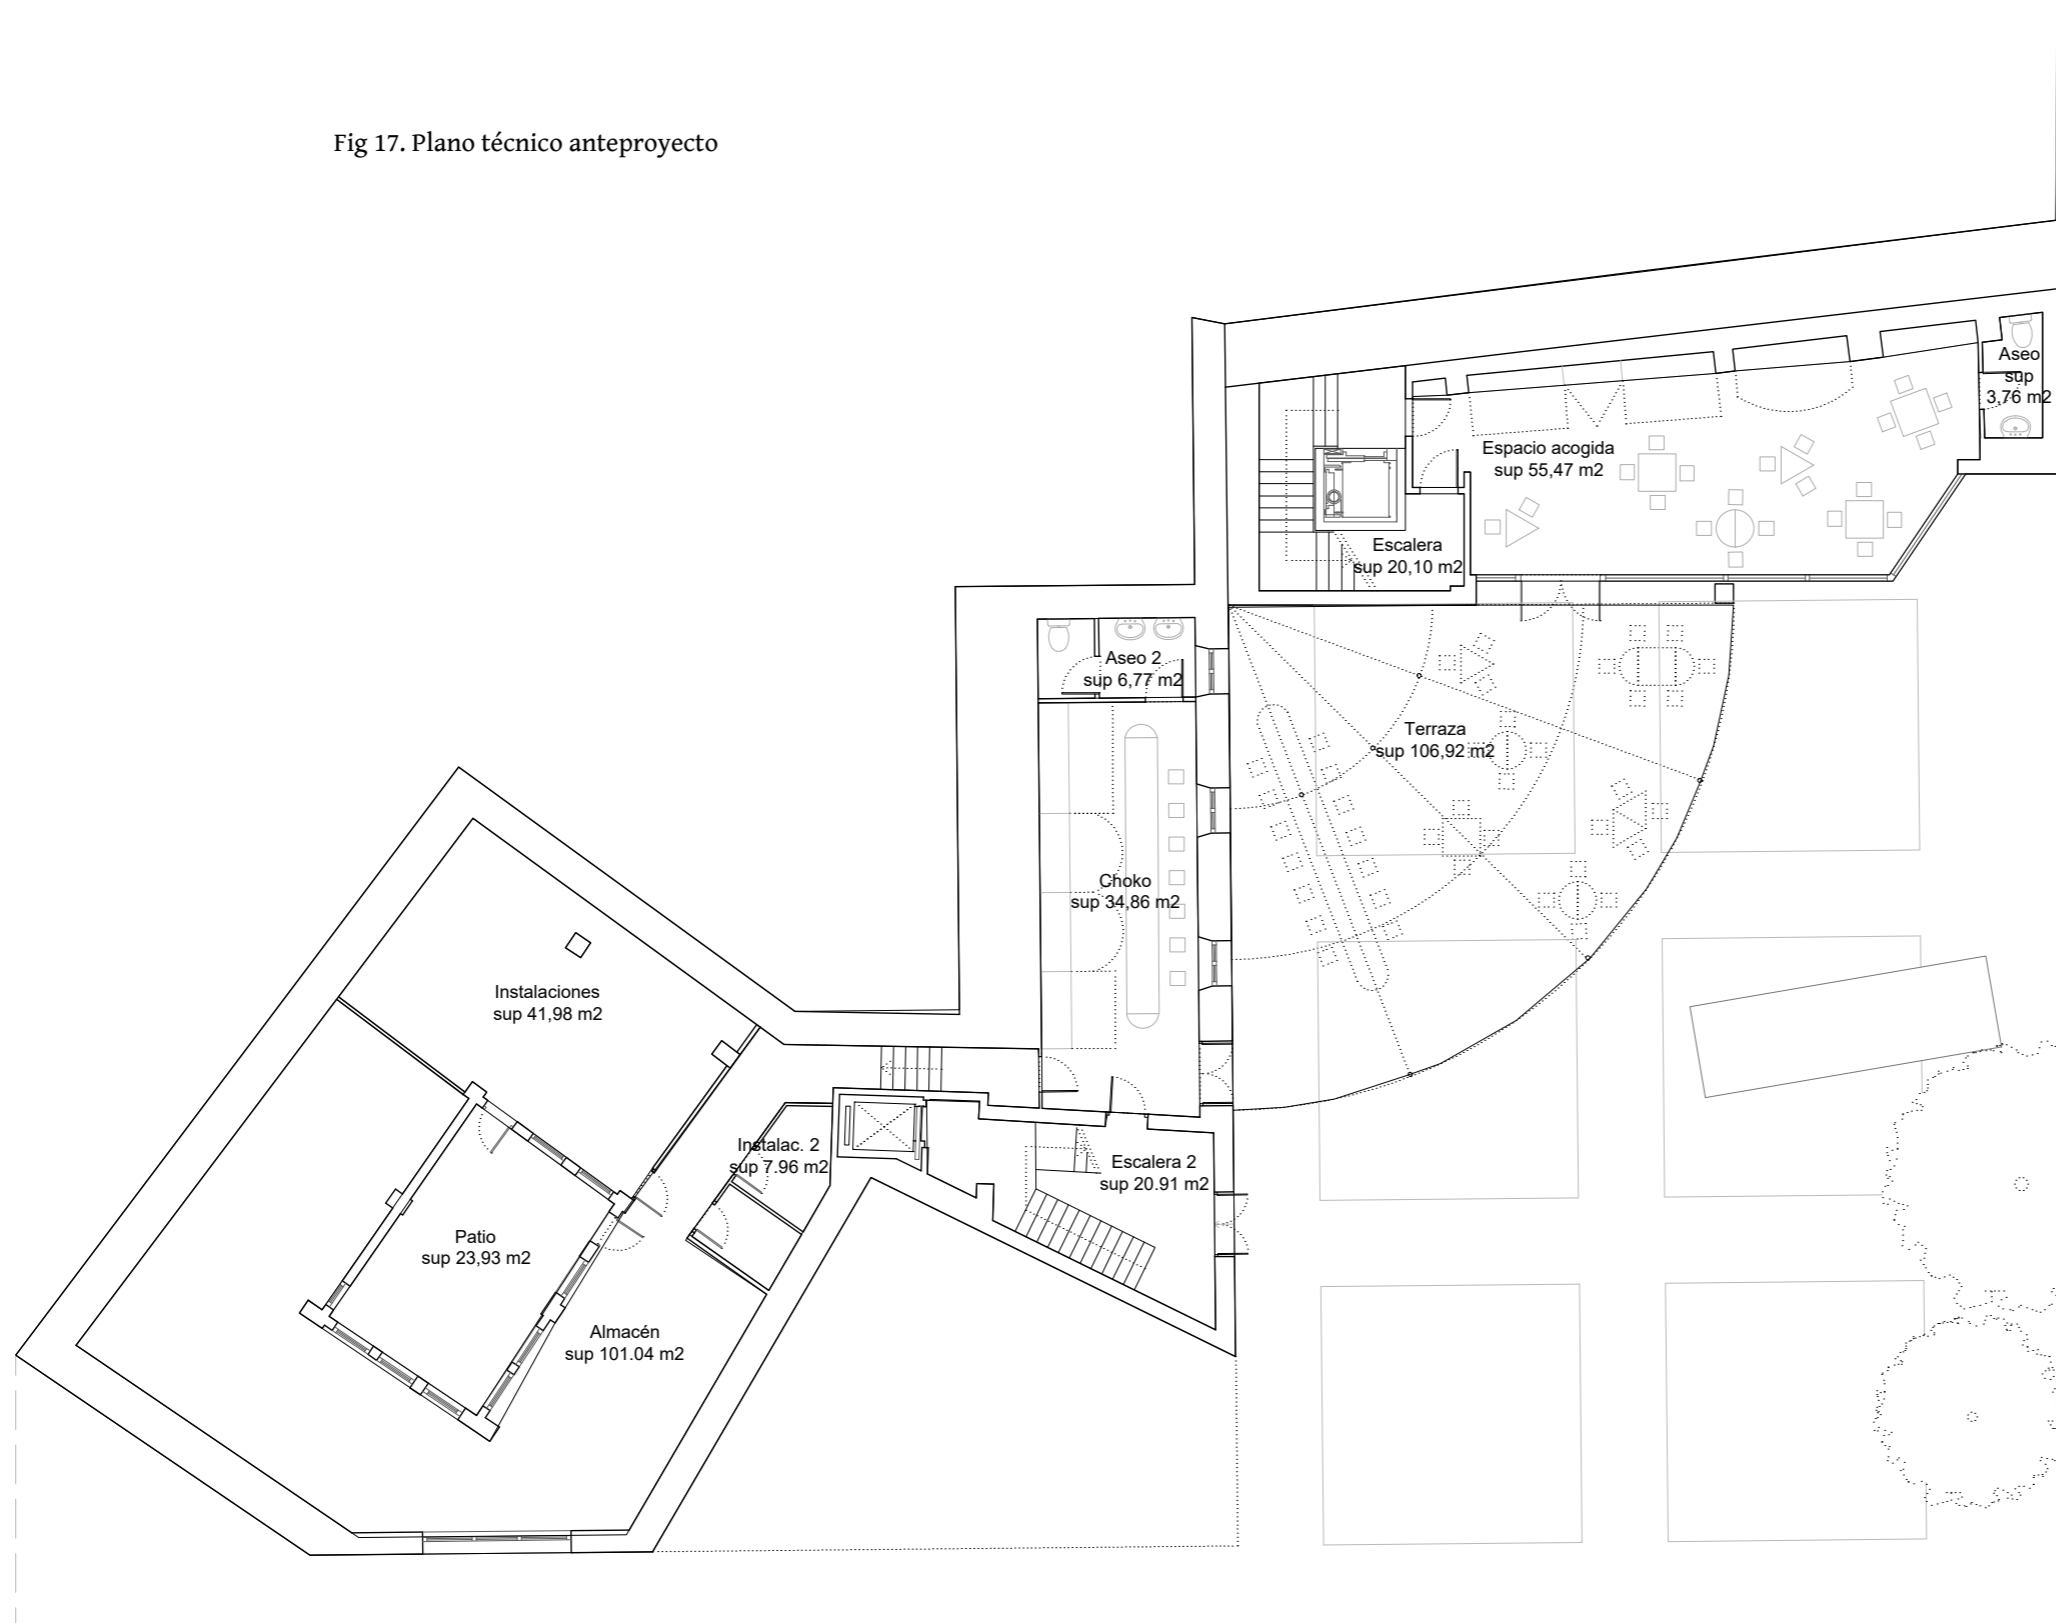 Fig 17. Plano técnico anteproyecto
Aseo
sup
3,76 m2
Espacio acogida
sup 55,47 m2
Escalera
sup 20,10 m2
Aseo 2
sup 6,77 m2
Terraza
sup 106,92 m2
Choko
sup 34,86 m2
Instalaciones
sup 41,98 m2
Instalac. 2
sup 7.96 m2
Escalera 2
sup 20.91 m2
Patio
sup 23,93 m2
Almacén
sup 101.04 m2